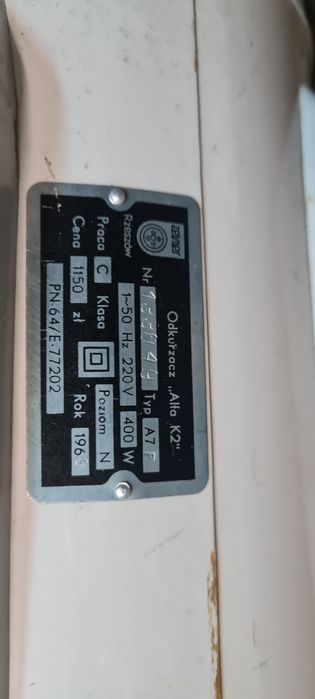 zelmer
Rzeszów
Odkurzacz „Alfa K2"
Nr Typ A7 P
1~50 Hz 220V 400 W
Praca C Klasa Poziom N
Cena 1150 zł Rok
PN-64/E-77202